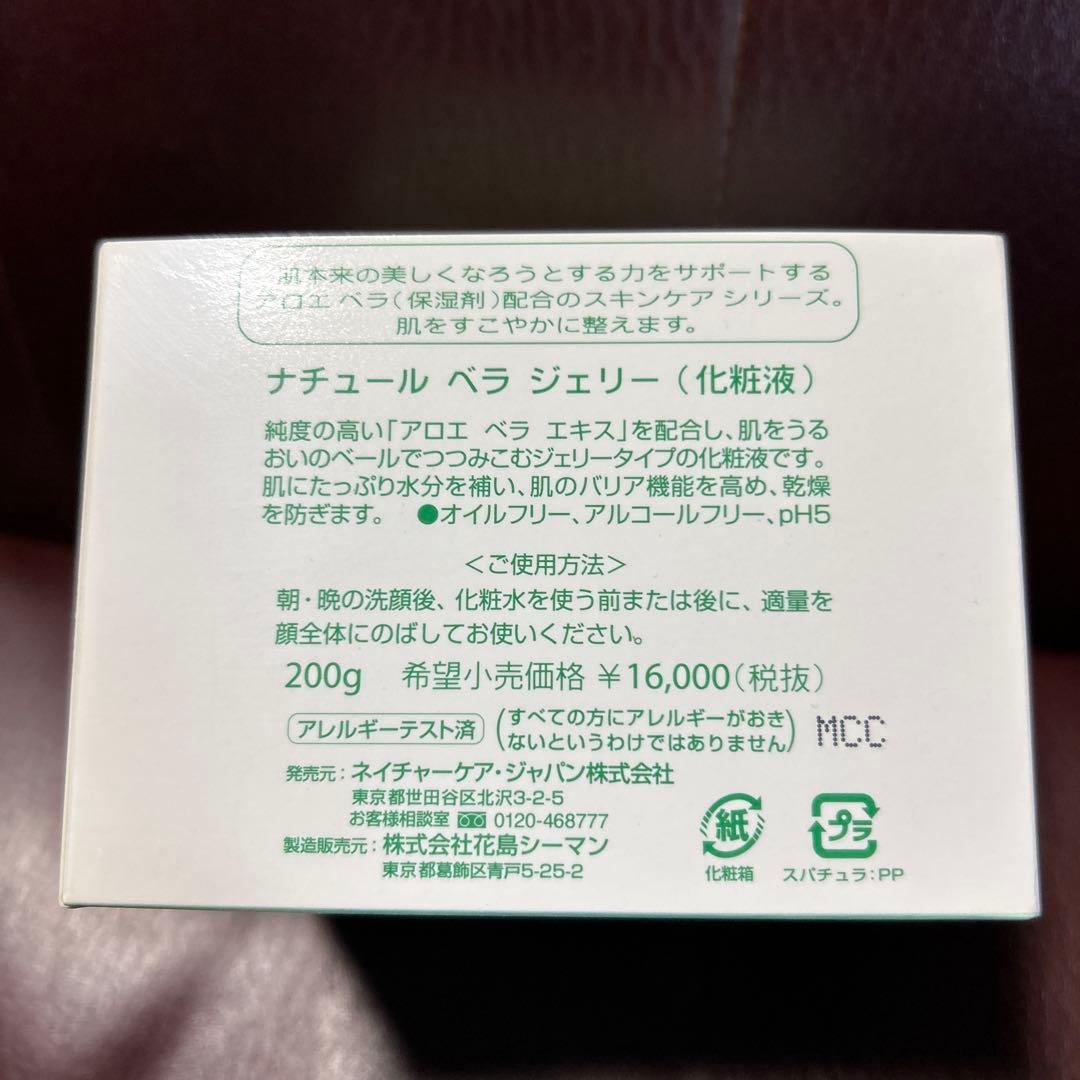 肌本来の美しくなろうとする力をサポートする
アロエ ベラ（保湿剤）配合のスキンケア シリーズ。
肌をすこやかに整えます。
ナチュール ベラ ジェリー（化粧液）
純度の高い「アロエ ベラ エキス」を配合し、肌をうる
おいのベールでつつみこむジェリータイプの化粧液です。
肌にたっぷり水分を補い、肌のバリア機能を高め、乾燥
を防ぎます。 ●オイルフリー、アルコールフリー、pH5
＜ご使用方法＞
朝・晩の洗顔後、化粧水を使う前または後に、適量を
顔全体にのばしてお使いください。
200g 希望小売価格 ￥16,000（税抜）
アレルギーテスト済 （すべての方にアレルギーがおき
ないというわけではありません） MCC
発売元：ネイチャーケア・ジャパン株式会社
東京都世田谷区北沢3-2-5
お客様相談室 0120-468777
製造販売元：株式会社花島シーマン
東京都葛飾区青戸5-25-2
紙
化粧箱
プラ
スパチュラ：PP